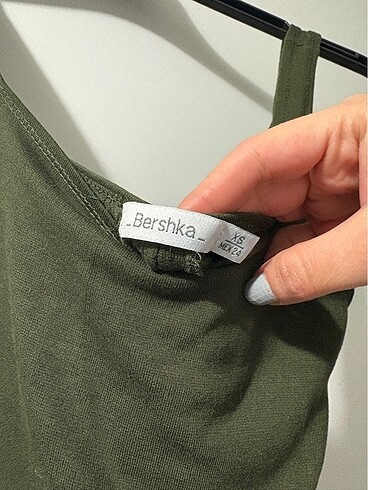 _Bershka_
XS
MEX 24